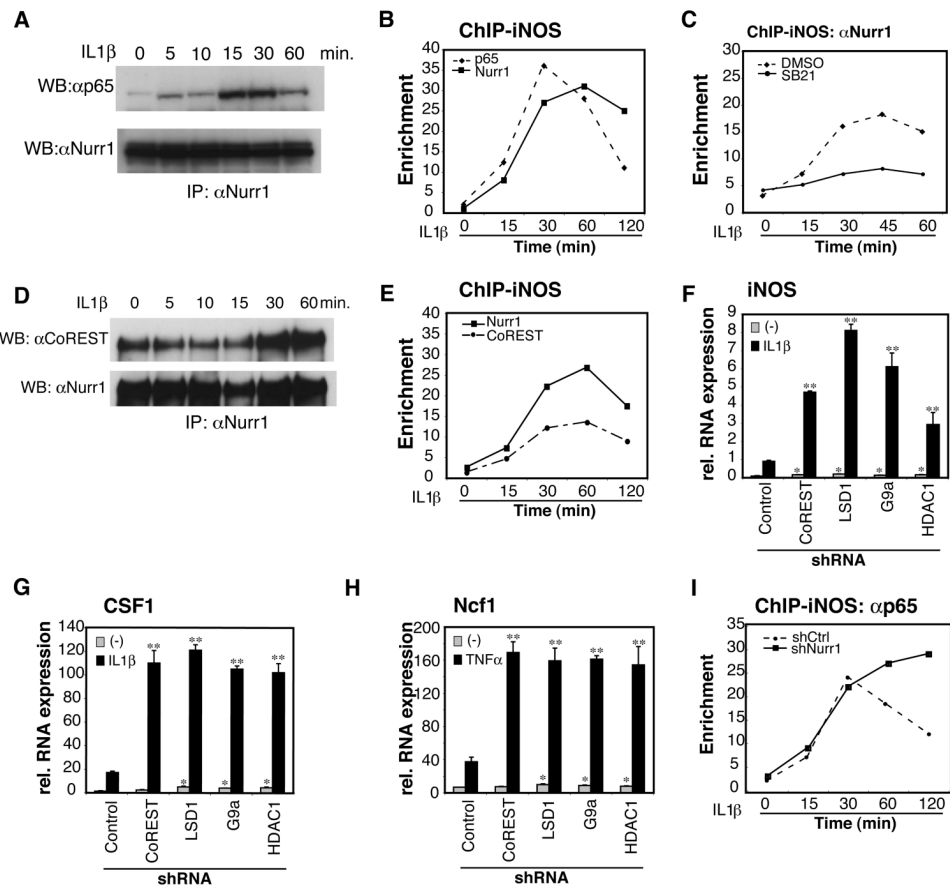 A
IL1β 0 5 10 15 30 60 min.
WB:αp65
WB:αNurr1
IP: αNurr1
B
ChIP-iNOS
40
35
30
25
20
15
10
5
0
Enrichment
p65
Nurr1
IL1β 0 15 30 60 120
Time (min)
C
ChIP-iNOS: αNurr1
30
25
20
15
10
5
0
Enrichment
DMSO
SB21
IL1β 0 15 30 45 60
Time (min)
D
IL1β 0 5 10 15 30 60 min.
WB: αCoREST
WB: αNurr1
IP: αNurr1
E
ChIP-iNOS
40
35
30
25
20
15
10
5
0
Enrichment
Nurr1
CoREST
IL1β 0 15 30 60 120
Time (min)
F
iNOS
9
8
7
6
5
4
3
2
1
0
rel. RNA expression
(-)
IL1β
** ** ** **
* * * *
Control CoREST LSD1 G9a HDAC1
shRNA
G
CSF1
140
120
100
80
60
40
20
0
rel. RNA expression
(-)
IL1β
** ** ** **
* * *
Control CoREST LSD1 G9a HDAC1
shRNA
H
Ncf1
200
160
120
80
40
0
rel. RNA expression
(-)
TNFα
** ** ** **
* * *
Control CoREST LSD1 G9a HDAC1
shRNA
I
ChIP-iNOS: αp65
35
30
25
20
15
10
5
0
Enrichment
shCtrl
shNurr1
IL1β 0 15 30 60 120
Time (min)